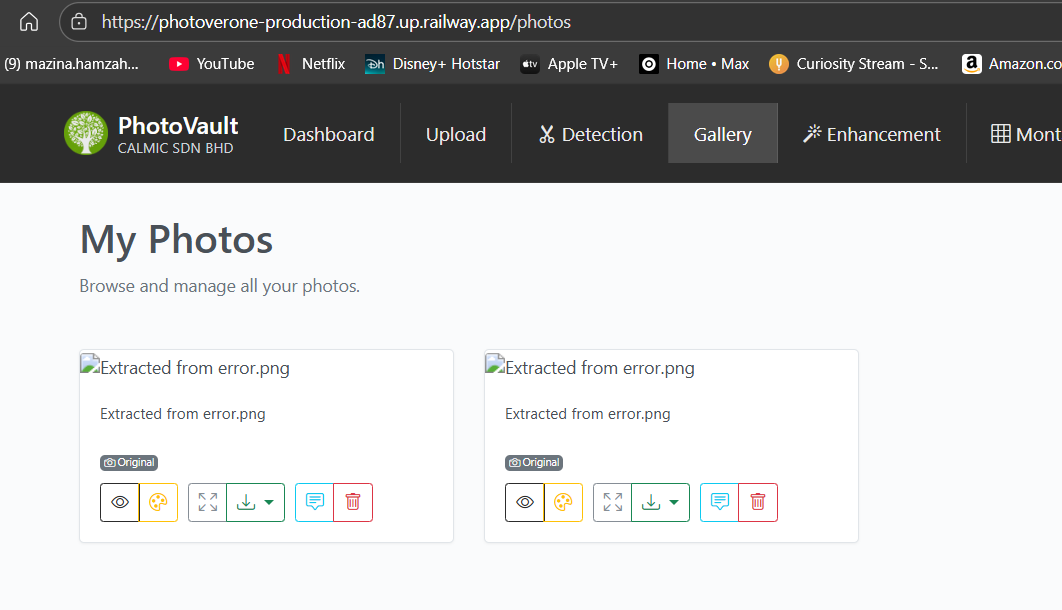 https://photoverone-production-ad87.up.railway.app/photos
(9) mazina.hamzah... YouTube Netflix Disney+ Hotstar Apple TV+ Home • Max Curiosity Stream - S... Amazon.co
PhotoVault
CALMIC SDN BHD
Dashboard Upload Detection Gallery Enhancement Mont
My Photos
Browse and manage all your photos.
Extracted from error.png Extracted from error.png
Extracted from error.png Extracted from error.png
Original Original